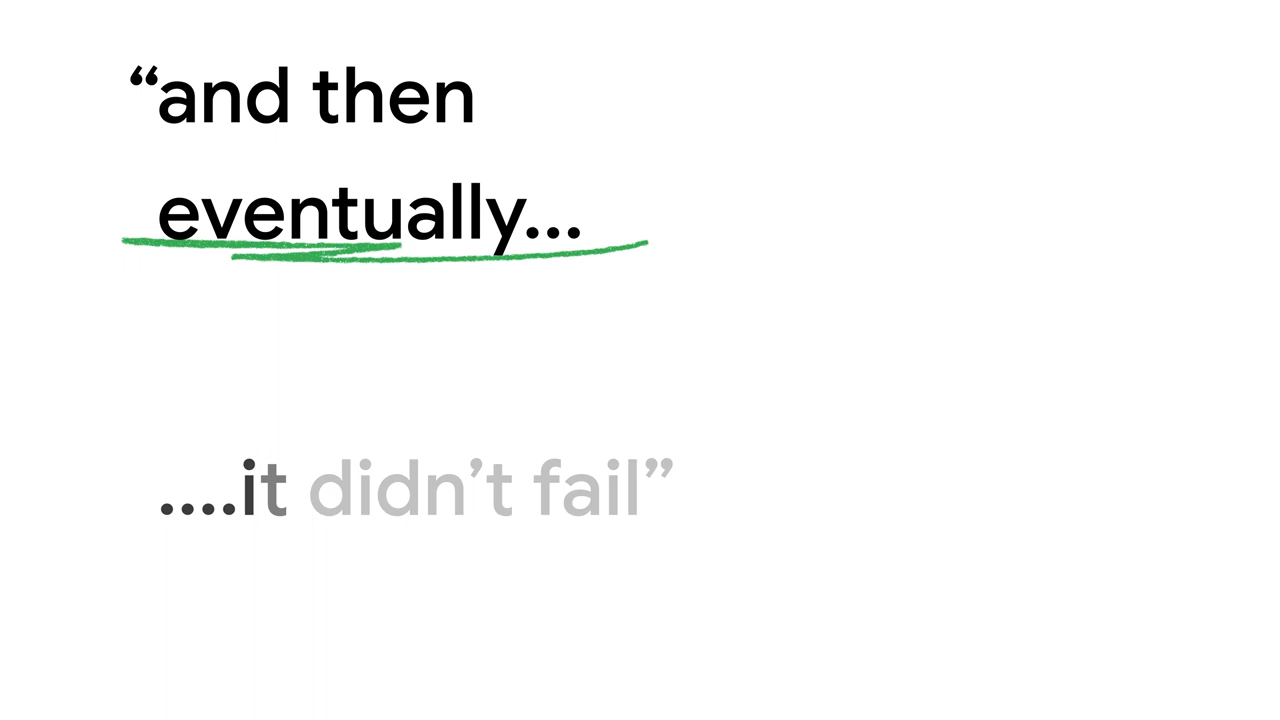 “and then
eventually...
....it didn’t fail”